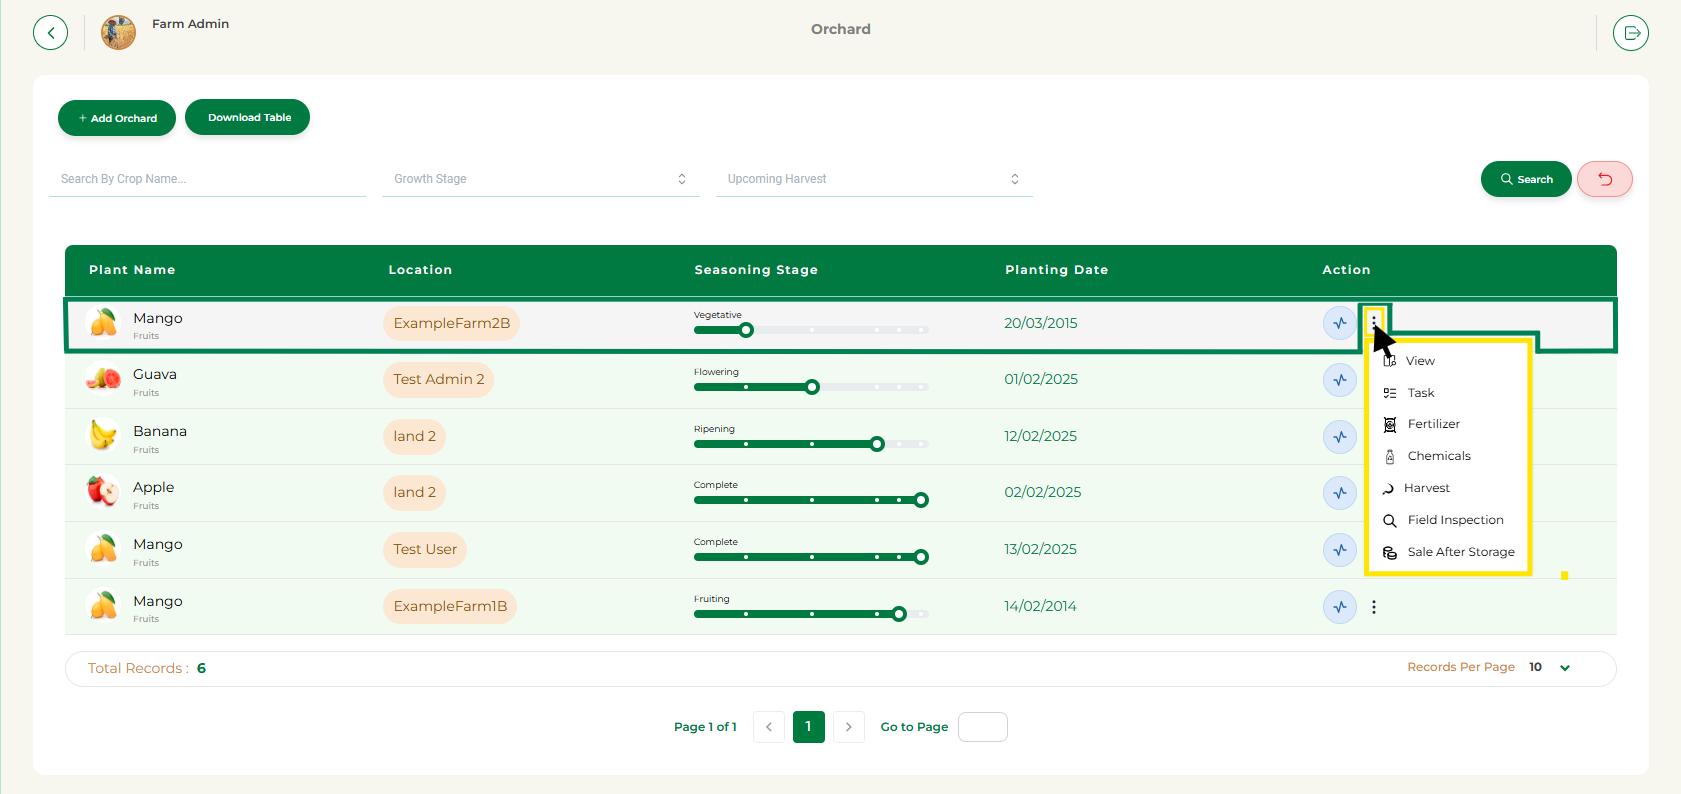 Farm Admin
Orchard
+ Add Orchard
Download Table
Search By Crop Name...
Growth Stage
Upcoming Harvest
Search
Plant Name
Location
Seasoning Stage
Planting Date
Action
Mango
Fruits
ExampleFarm2B
Vegetative
20/03/2015
Guava
Fruits
Test Admin 2
Flowering
01/02/2025
Banana
Fruits
land 2
Ripening
12/02/2025
Apple
Fruits
land 2
Complete
02/02/2025
Mango
Fruits
Test User
Complete
13/02/2025
Mango
Fruits
ExampleFarm1B
Fruiting
14/02/2014
View
Task
Fertilizer
Chemicals
Harvest
Field Inspection
Sale After Storage
Total Records : 6
Records Per Page 10
Page 1 of 1
1
Go to Page